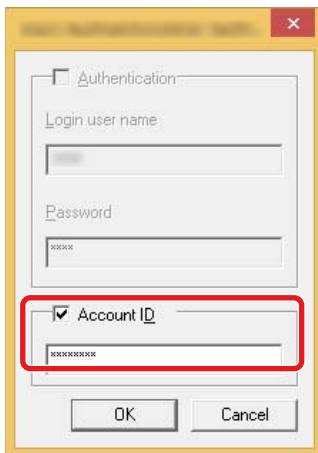 Authentication
Login user name
Password
××××
Account ID
××××××××
OK
Cancel